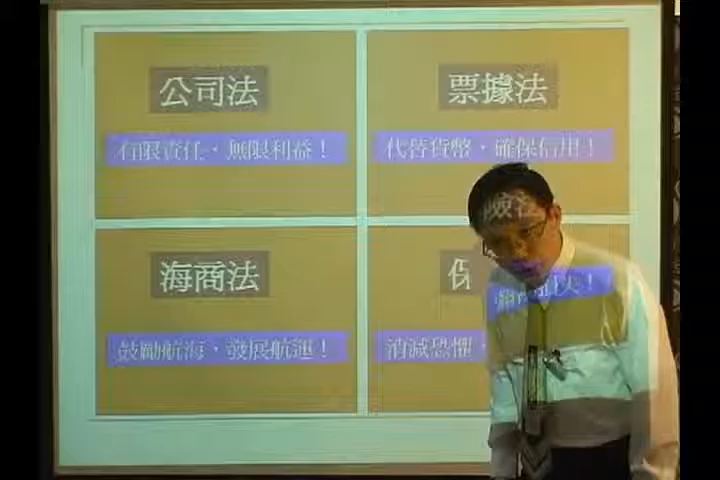 公司法
有限責任，無限利益！
票據法
代替貨幣，確保信用！
海商法
鼓勵航海，發展航運！
保險法
消滅恐懼，